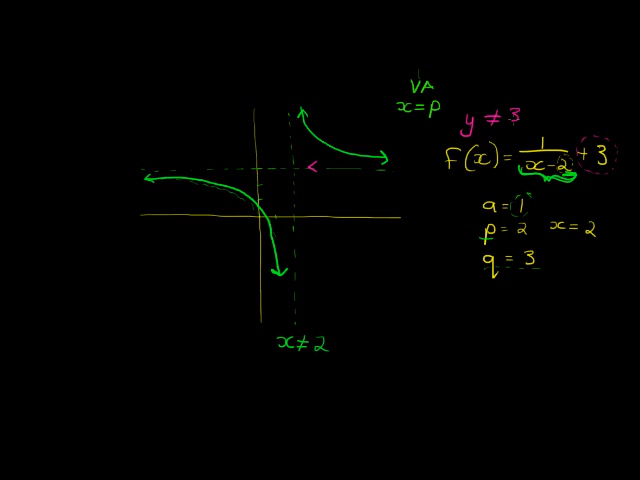 VA
x = p
y ≠ 3
f(x) = 1/(x-2) + 3
<
a = 1
p = 2 x = 2
q = 3
x ≠ 2